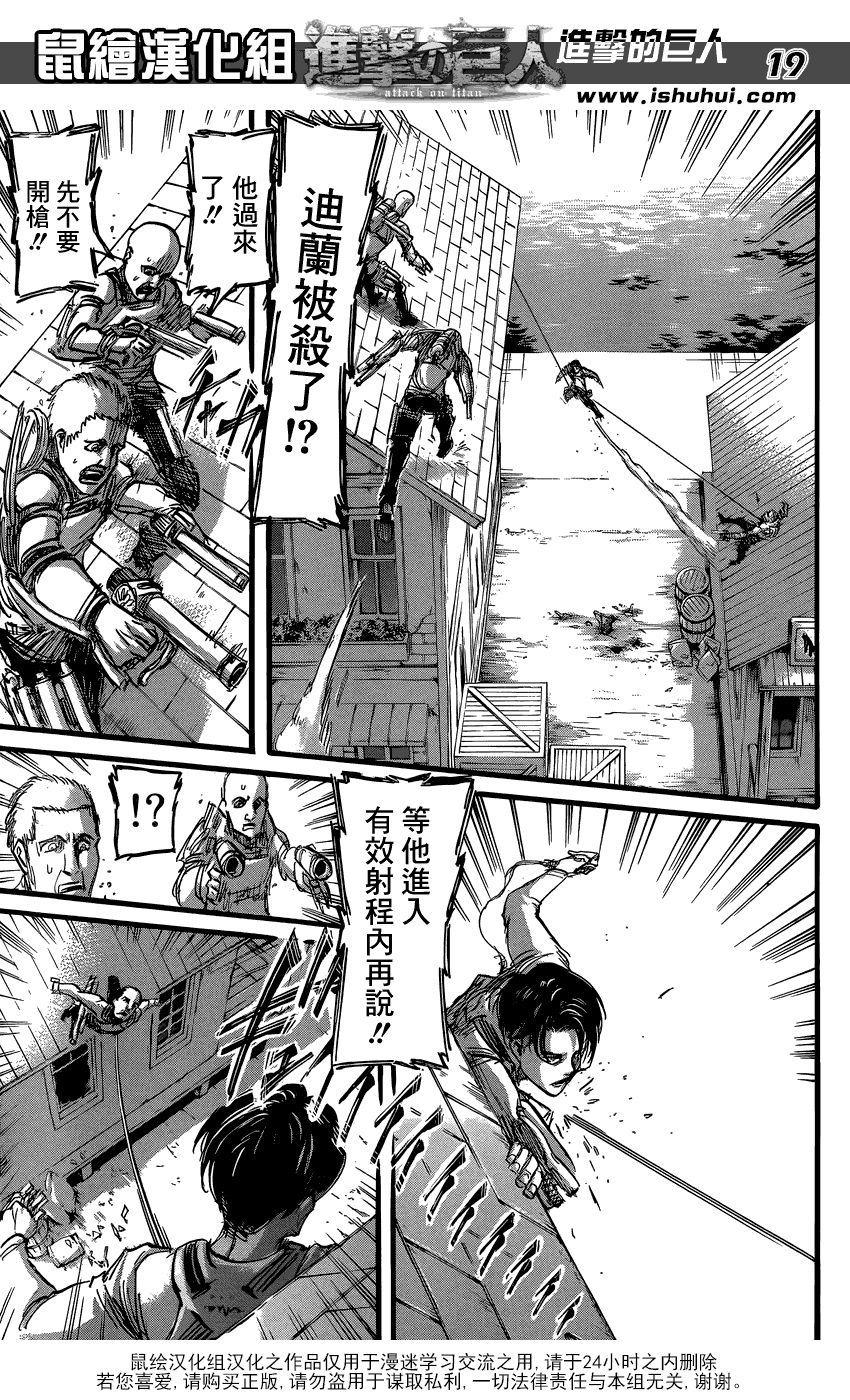 鼠繪漢化組
進擊の巨人
attack on titan
進擊的巨人
19
www.ishuhui.com
迪蘭被殺了!?
他過來
了!!
先不要
開槍!!
等他進入
有效射程內再說!!
!?
鼠绘汉化组汉化之作品仅用于漫迷学习交流之用, 请于24小时之内删除
若您喜爱, 请购买正版, 请勿盗用于谋取私利, 一切法律责任与本组无关, 谢谢。